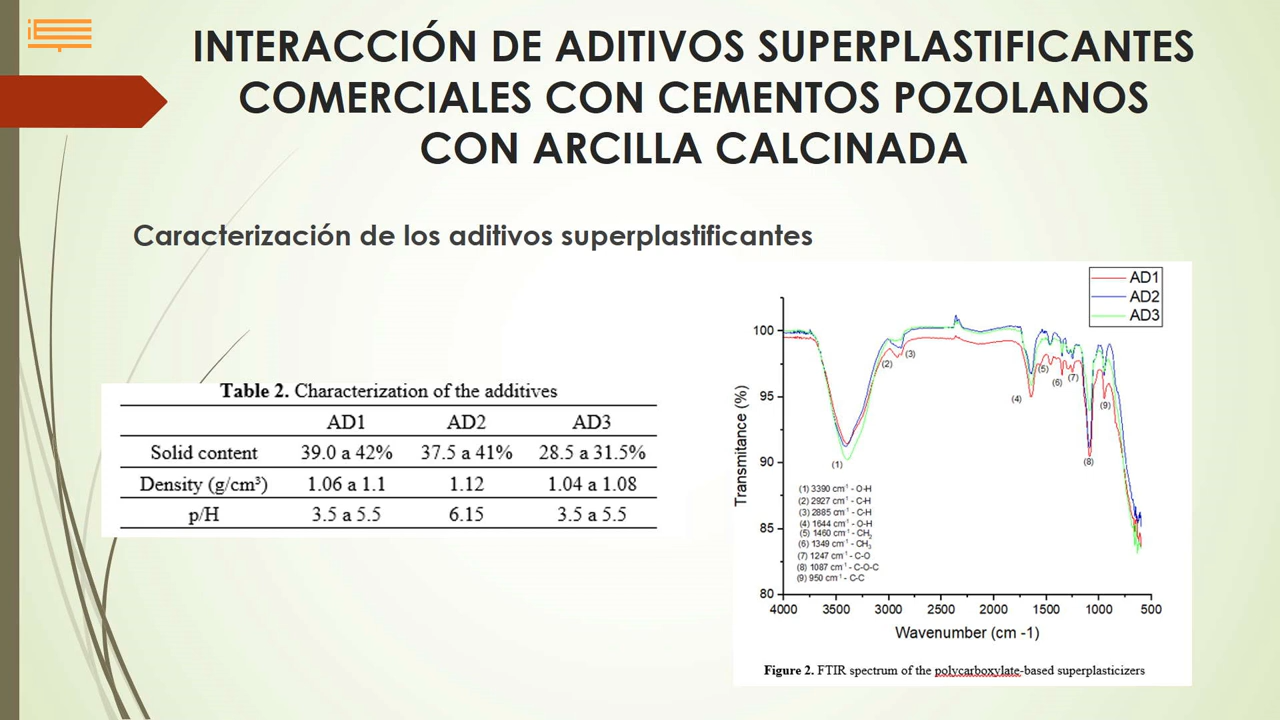 INTERACCIÓN DE ADITIVOS SUPERPLASTIFICANTES
COMERCIALES CON CEMENTOS POZOLANOS
CON ARCILLA CALCINADA
Caracterización de los aditivos superplastificantes
Table 2. Characterization of the additives
AD1 AD2 AD3
Solid content 39.0 a 42% 37.5 a 41% 28.5 a 31.5%
Density (g/cm³) 1.06 a 1.1 1.12 1.04 a 1.08
p/H 3.5 a 5.5 6.15 3.5 a 5.5
AD1
AD2
AD3
Transmitance (%)
100
95
90
85
80
(1)
(2)
(3)
(4)
(5)
(6)
(7)
(8)
(9)
(1) 3390 cm⁻¹ - O-H
(2) 2927 cm⁻¹ - C-H
(3) 2885 cm⁻¹ - C-H
(4) 1644 cm⁻¹ - O-H
(5) 1460 cm⁻¹ - CH₂
(6) 1349 cm⁻¹ - CH₃
(7) 1247 cm⁻¹ - C-O
(8) 1087 cm⁻¹ - C-O-C
(9) 950 cm⁻¹ - C-C
4000 3500 3000 2500 2000 1500 1000 500
Wavenumber (cm -1)
Figure 2. FTIR spectrum of the polycarboxylate-based superplasticizers